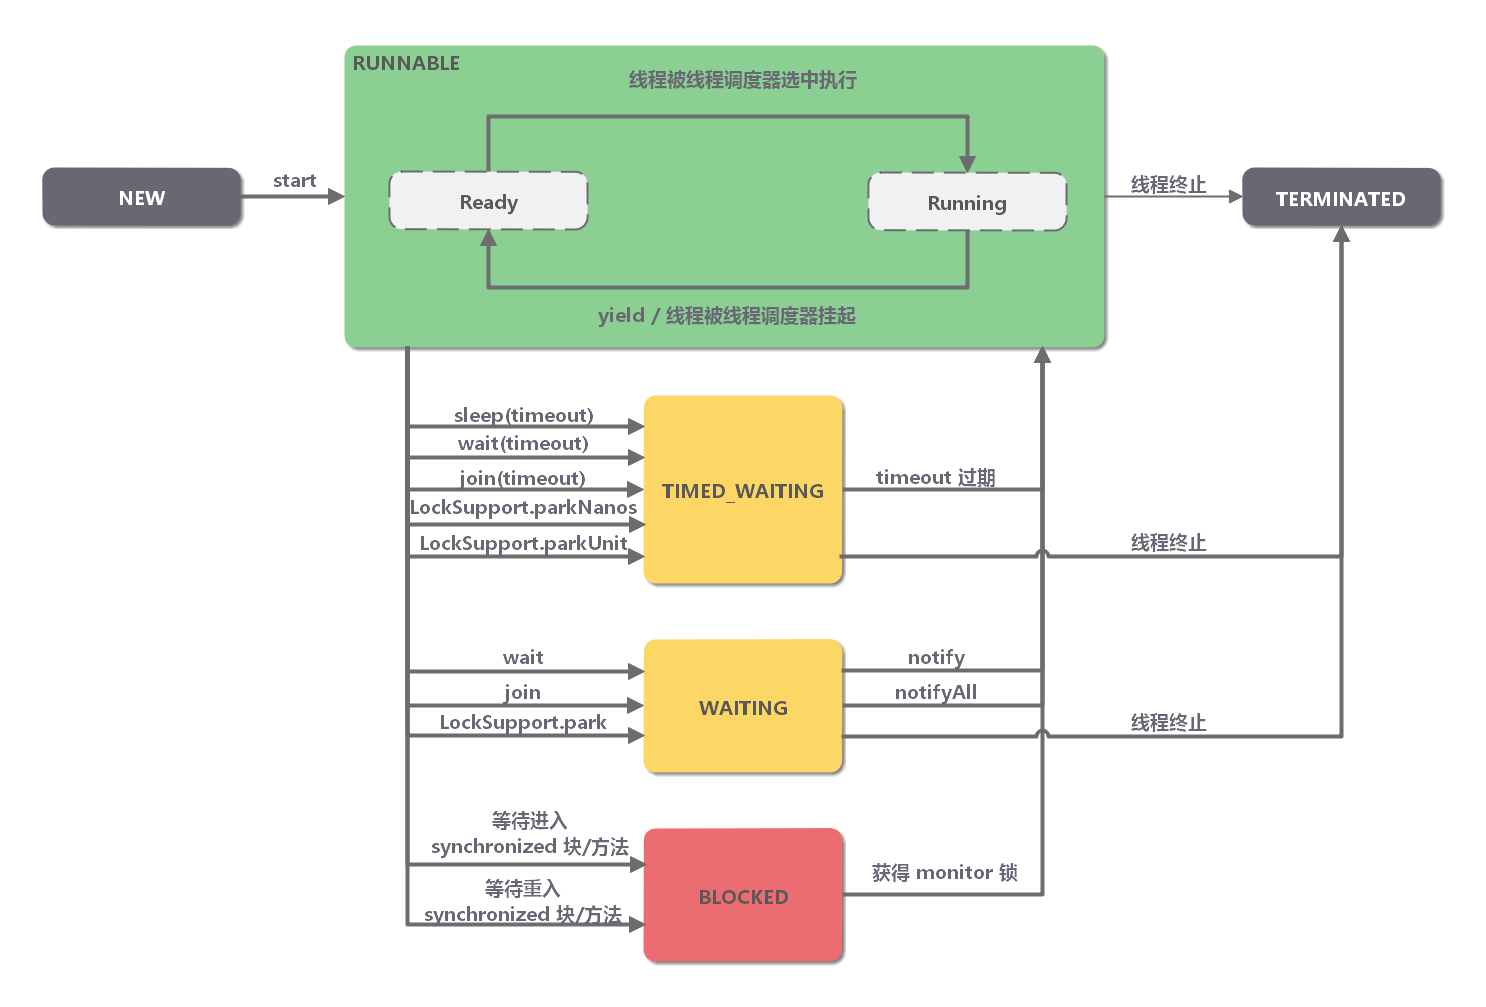 RUNNABLE
线程被线程调度器选中执行
NEW
start
Ready
Running
线程终止
TERMINATED
yield / 线程被线程调度器挂起
sleep(timeout)
wait(timeout)
join(timeout)
LockSupport.parkNanos
LockSupport.parkUnit
TIMED_WAITING
timeout 过期
线程终止
wait
join
LockSupport.park
WAITING
notify
notifyAll
线程终止
等待进入
synchronized 块/方法
等待重入
synchronized 块/方法
BLOCKED
获得 monitor 锁